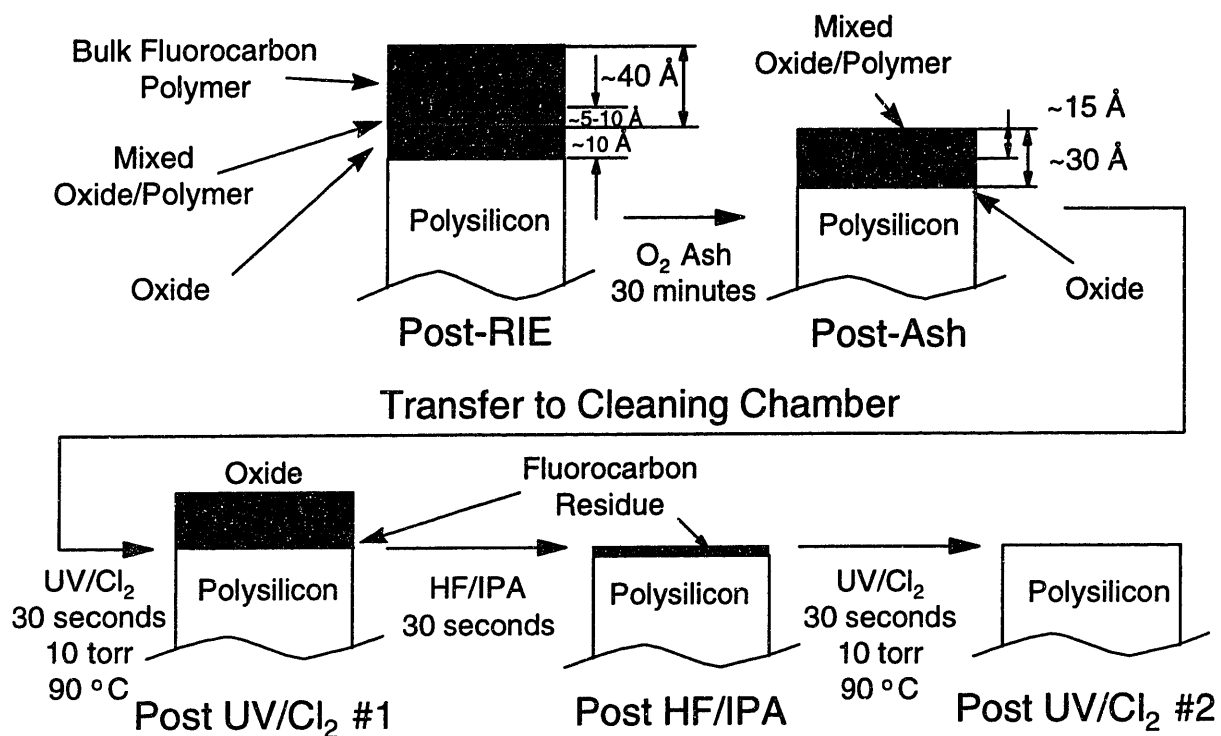 Bulk Fluorocarbon
Polymer
Mixed
Oxide/Polymer
Oxide
~40 Å
~5-10 Å
~10 Å
Polysilicon
Post-RIE
O₂ Ash
30 minutes
Mixed
Oxide/Polymer
~15 Å
~30 Å
Polysilicon
Oxide
Post-Ash
Transfer to Cleaning Chamber
Oxide
Fluorocarbon
Residue
UV/Cl₂
30 seconds
10 torr
90 °C
Polysilicon
Post UV/Cl₂ #1
HF/IPA
30 seconds
Polysilicon
Post HF/IPA
UV/Cl₂
30 seconds
10 torr
90 °C
Polysilicon
Post UV/Cl₂ #2